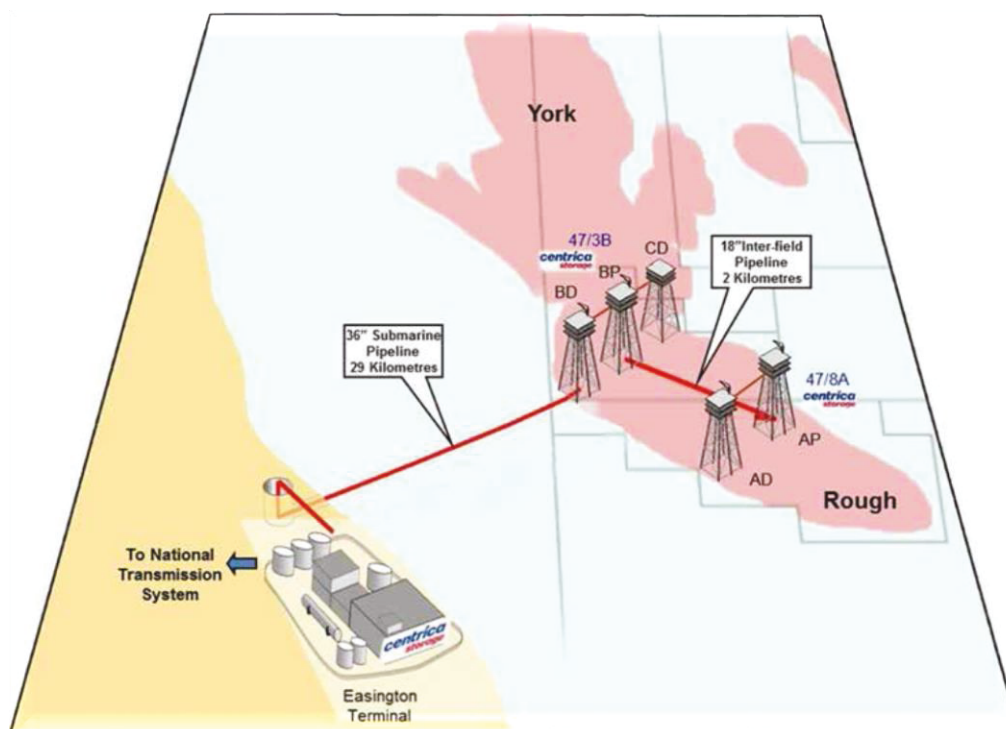 York
47/3B
centrica
storage
CD
BP
BD
18"Inter-field
Pipeline
2 Kilometres
36" Submarine
Pipeline
29 Kilometres
47/8A
centrica
storage
AP
AD
Rough
To National
Transmission
System
centrica
storage
Easington
Terminal